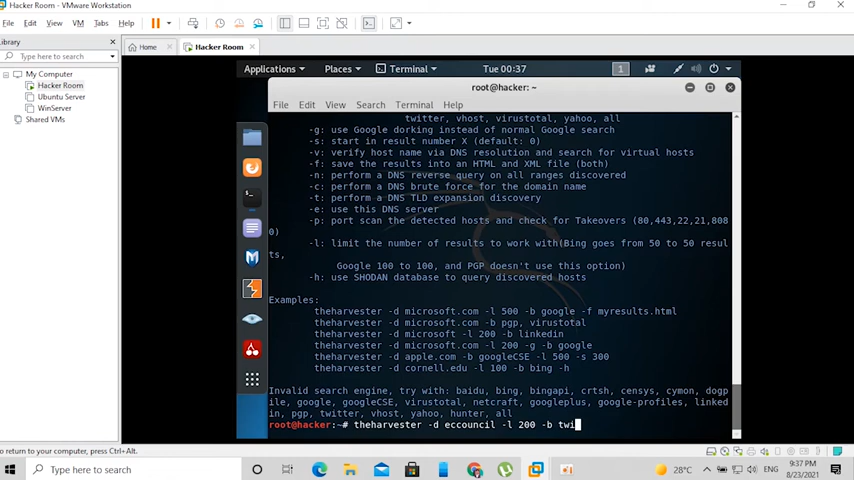 Hacker Room - VMware Workstation
File Edit View VM Tabs Help
Library
Type here to search
My Computer
Hacker Room
Ubuntu Server
WinServer
Shared VMs
Home
Hacker Room
Applications Places Terminal Tue 00:37 1
root@hacker: ~
File Edit View Search Terminal Help
twitter, vhost, virustotal, yahoo, all
-g: use Google dorking instead of normal Google search
-s: start in result number X (default: 0)
-v: verify host name via DNS resolution and search for virtual hosts
-f: save the results into an HTML and XML file (both)
-n: perform a DNS reverse query on all ranges discovered
-c: perform a DNS brute force for the domain name
-t: perform a DNS TLD expansion discovery
-e: use this DNS server
-p: port scan the detected hosts and check for Takeovers (80,443,22,21,808
0)
-l: limit the number of results to work with(Bing goes from 50 to 50 resul
ts,
Google 100 to 100, and PGP doesn't use this option)
-h: use SHODAN database to query discovered hosts
Examples:
theharvester -d microsoft.com -l 500 -b google -f myresults.html
theharvester -d microsoft.com -b pgp, virustotal
theharvester -d microsoft -l 200 -b linkedin
theharvester -d microsoft.com -l 200 -g -b google
theharvester -d apple.com -b googleCSE -l 500 -s 300
theharvester -d cornell.edu -l 100 -b bing -h
Invalid search engine, try with: baidu, bing, bingapi, crtsh, censys, cymon, dogp
ile, google, googleCSE, virustotal, netcraft, googleplus, google-profiles, linked
in, pgp, twitter, vhost, yahoo, hunter, all
root@hacker:~# theharvester -d eccouncil -l 200 -b twi
To return to your computer, press Ctrl+Alt.
Type here to search
28°C ENG 9:37 PM
8/23/2021